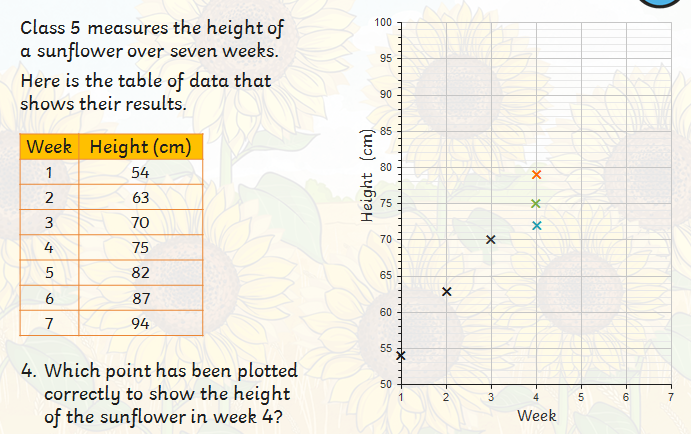 Class 5 measures the height of
a sunflower over seven weeks.
Here is the table of data that
shows their results.
Week Height (cm)
1 54
2 63
3 70
4 75
5 82
6 87
7 94
4. Which point has been plotted
correctly to show the height
of the sunflower in week 4?
Height (cm)
100
95
90
85
80
75
70
65
60
55
50
1 2 3 4 5 6 7
Week